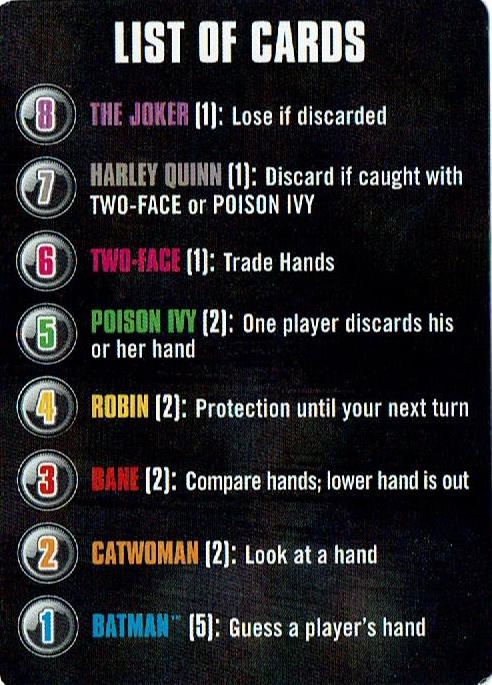 LIST OF CARDS
8 THE JOKER (1): Lose if discarded
7 HARLEY QUINN (1): Discard if caught with
TWO-FACE or POISON IVY
6 TWO-FACE (1): Trade Hands
5 POISON IVY (2): One player discards his
or her hand
4 ROBIN (2): Protection until your next turn
3 BANE (2): Compare hands; lower hand is out
2 CATWOMAN (2): Look at a hand
1 BATMAN™ (5): Guess a player's hand